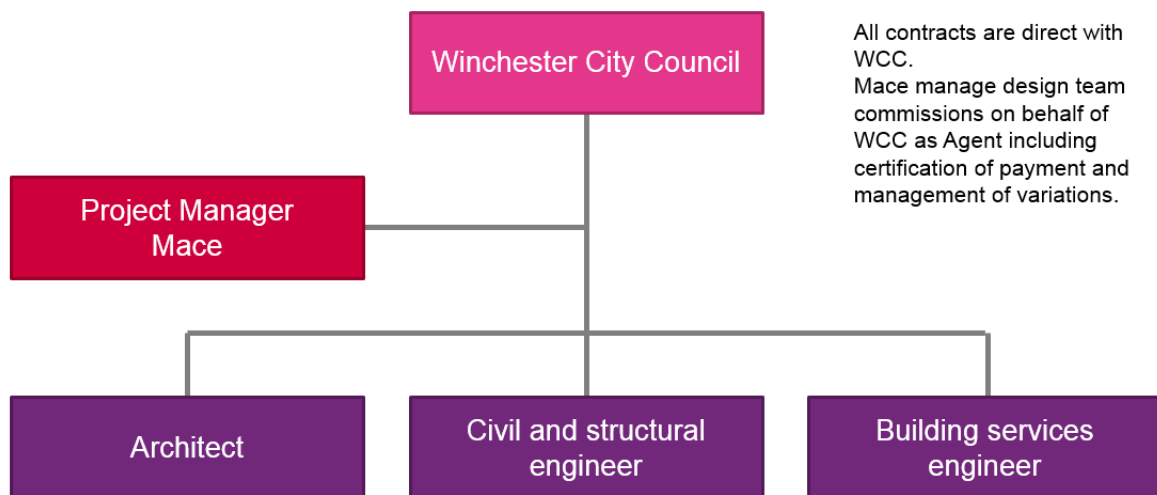 Winchester City Council
All contracts are direct with
WCC.
Mace manage design team
commissions on behalf of
WCC as Agent including
certification of payment and
management of variations.
Project Manager
Mace
Architect
Civil and structural
engineer
Building services
engineer